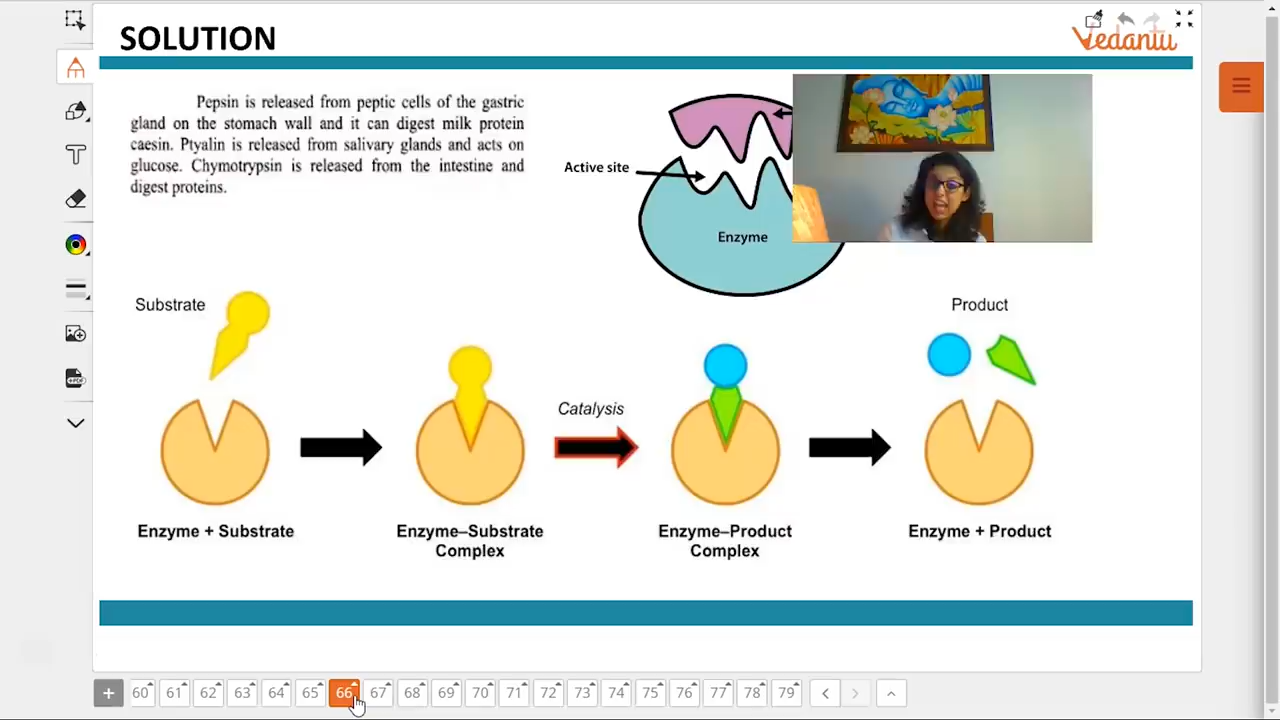 SOLUTION
Vedantu
Pepsin is released from peptic cells of the gastric
gland on the stomach wall and it can digest milk protein
caesin. Ptyalin is released from salivary glands and acts on
glucose. Chymotrypsin is released from the intestine and
digest proteins.
Active site
Enzyme
Substrate
Product
Catalysis
Enzyme + Substrate
Enzyme–Substrate
Complex
Enzyme–Product
Complex
Enzyme + Product
60 61 62 63 64 65 66 67 68 69 70 71 72 73 74 75 76 77 78 79